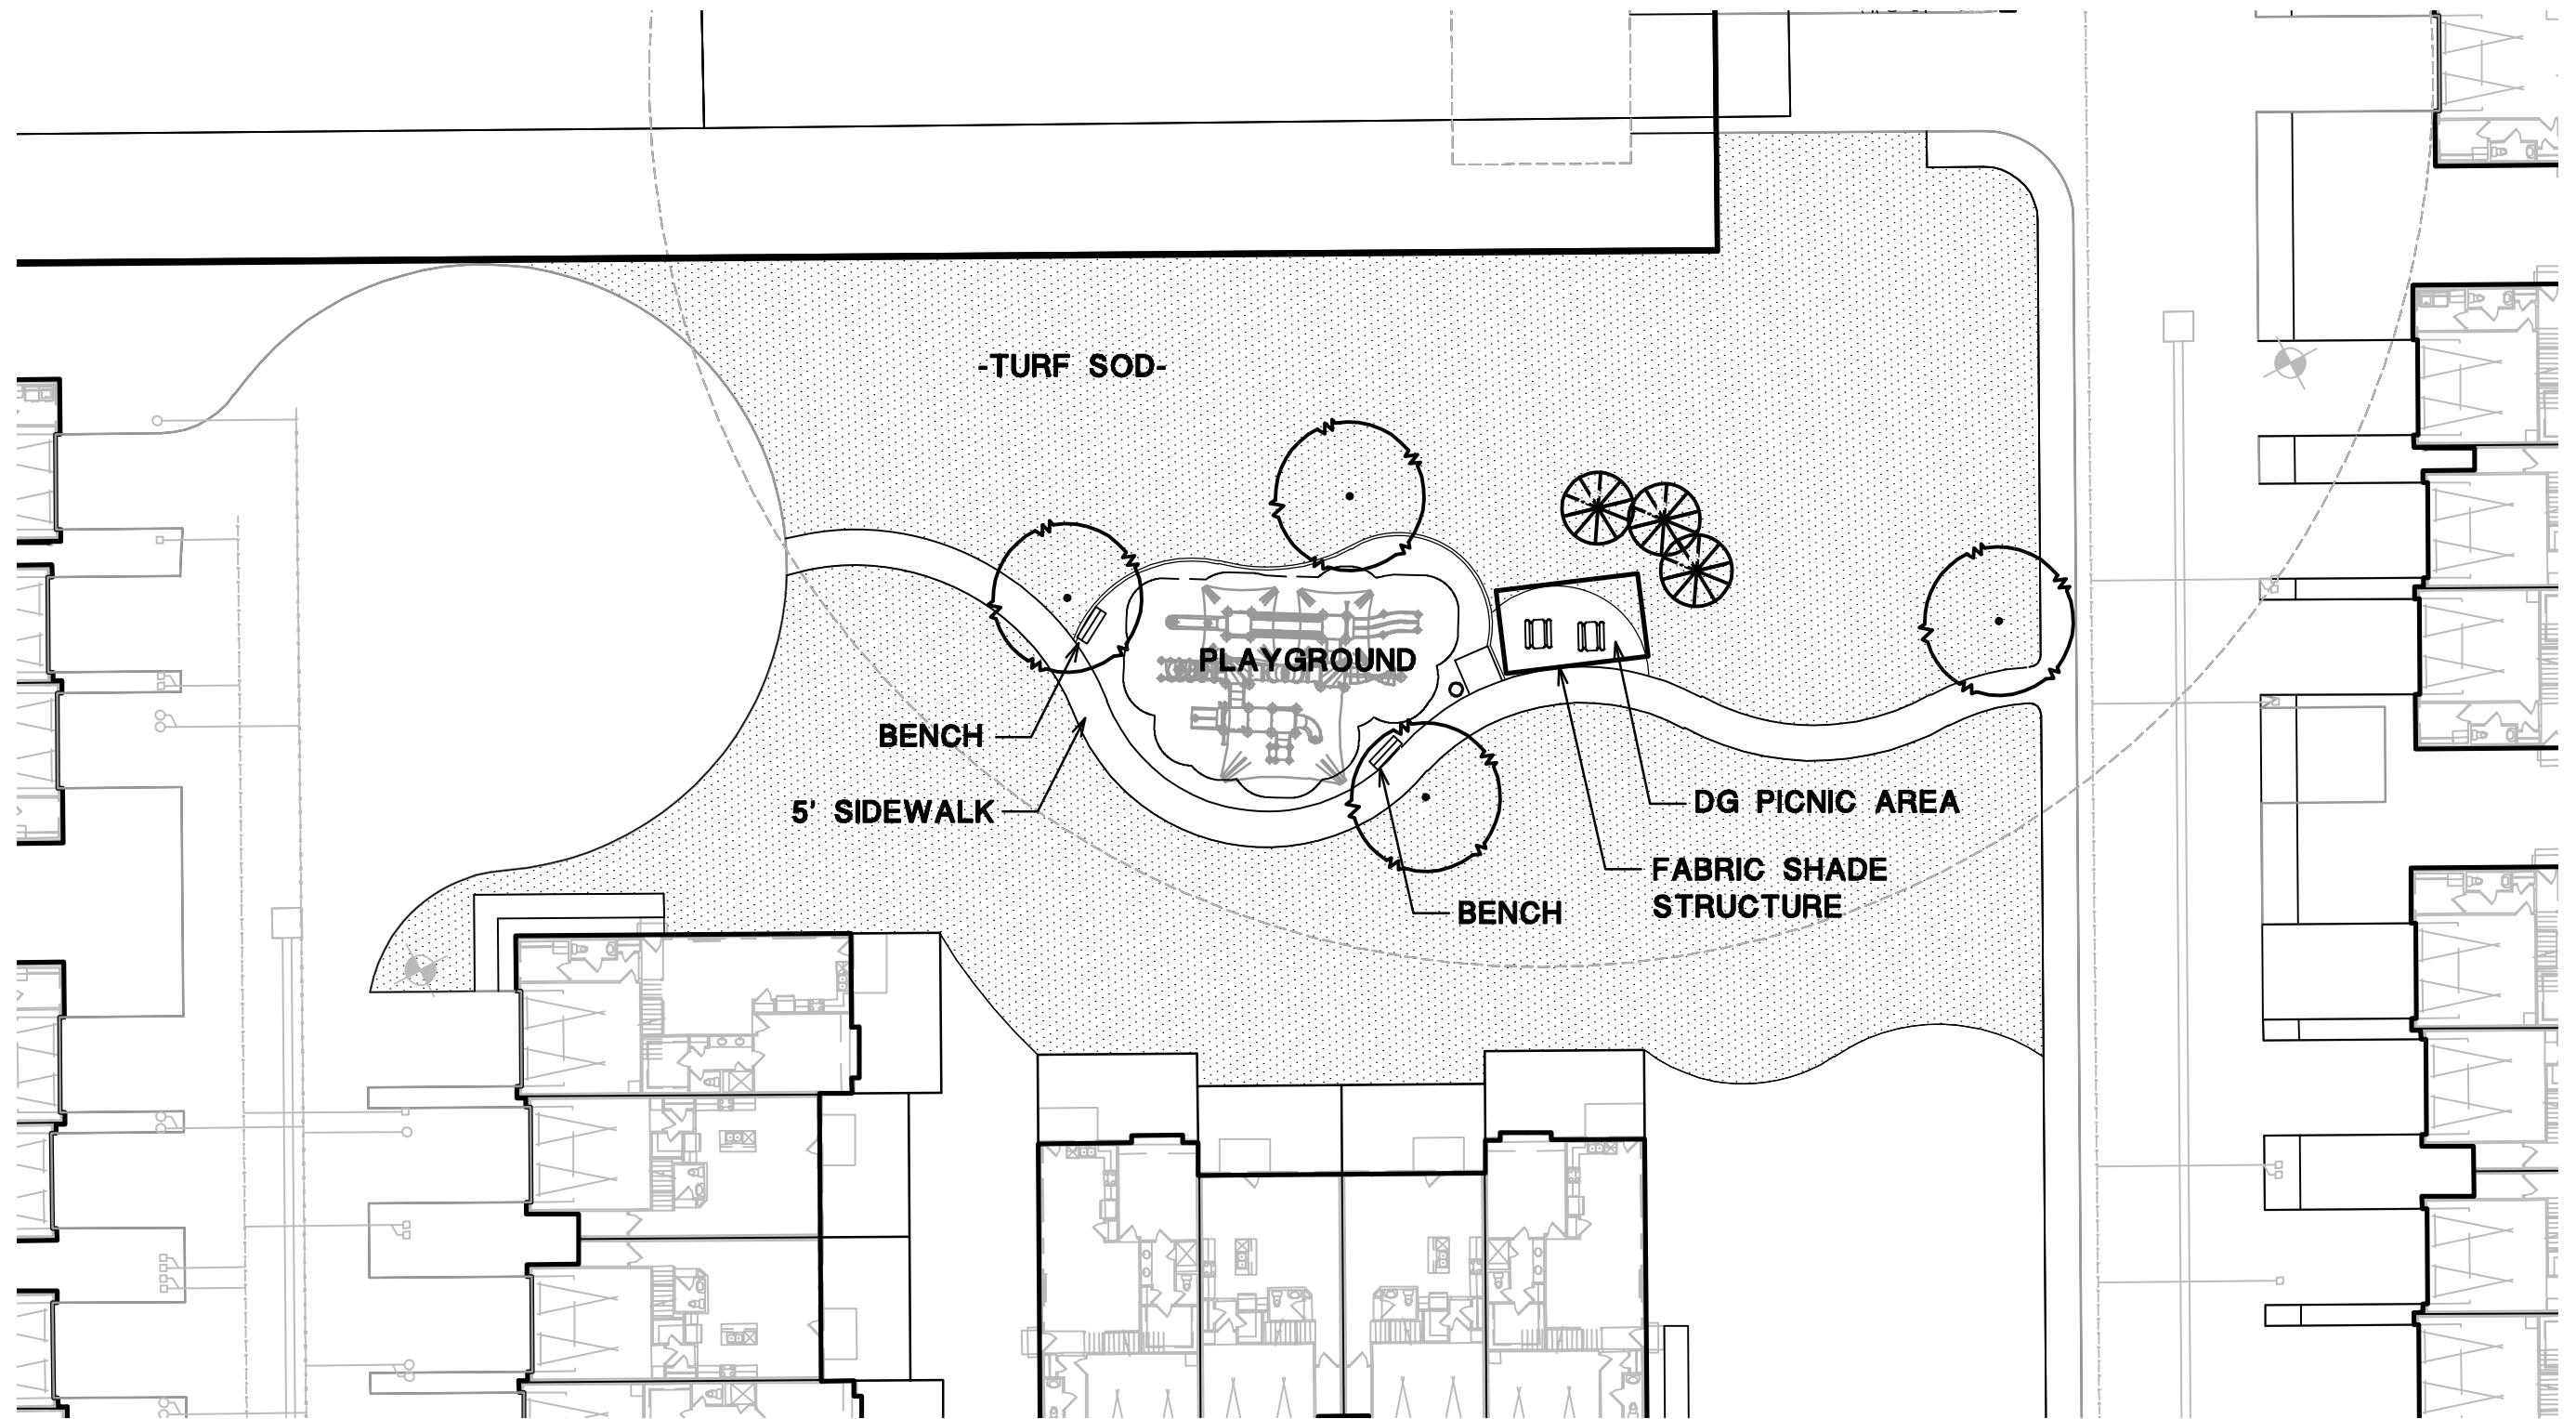 -TURF SOD-
PLAYGROUND
BENCH
5' SIDEWALK
DG PICNIC AREA
FABRIC SHADE
STRUCTURE
BENCH